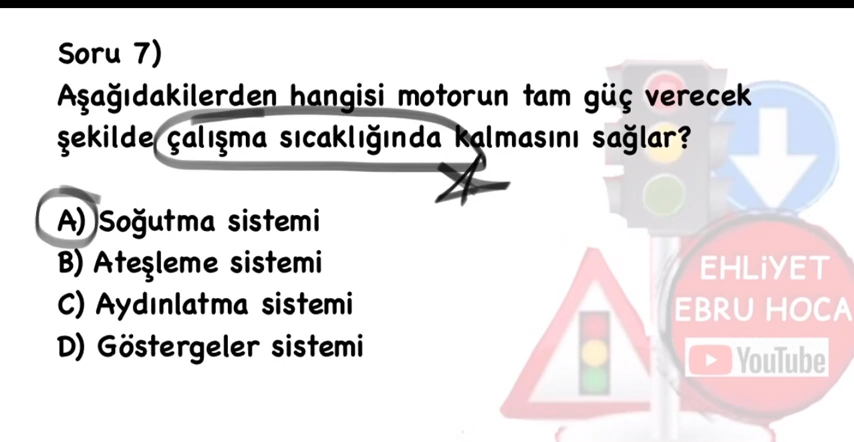 Soru 7)
Aşağıdakilerden hangisi motorun tam güç verecek
şekilde çalışma sıcaklığında kalmasını sağlar?
A) Soğutma sistemi
B) Ateşleme sistemi
C) Aydınlatma sistemi
D) Göstergeler sistemi
EHLİYET
EBRU HOCA
YouTube